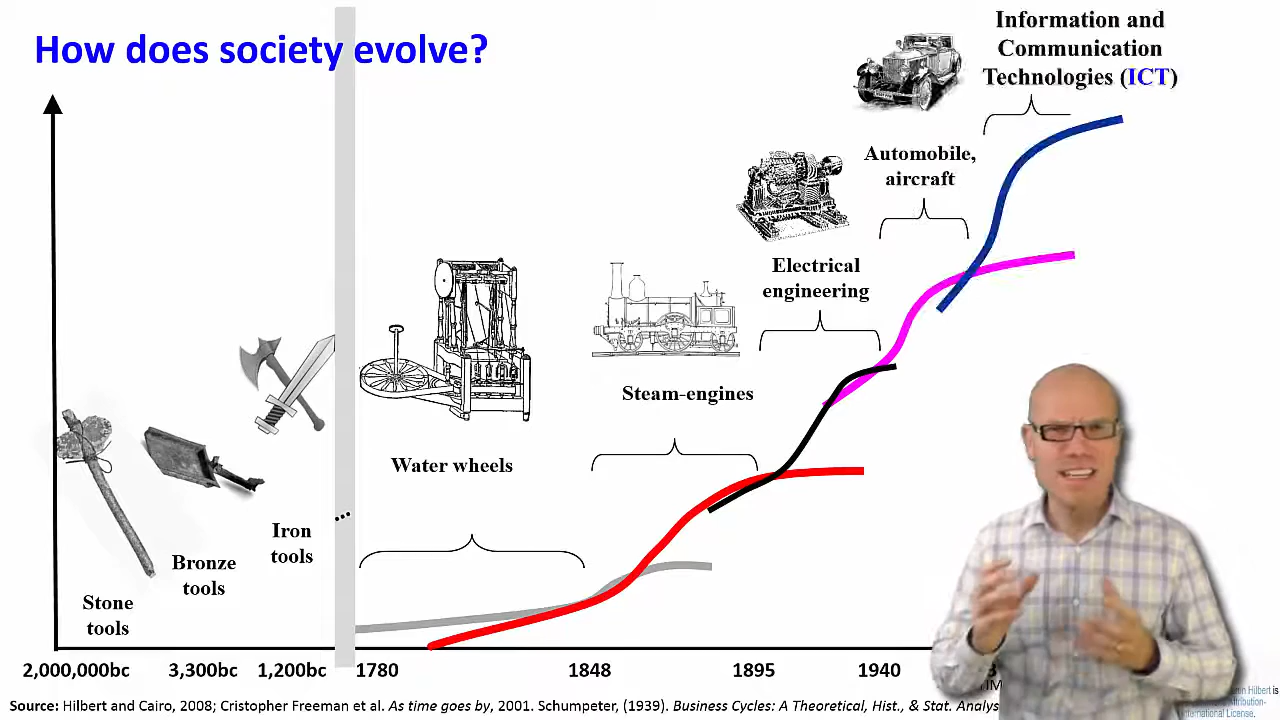 How does society evolve?
Information and
Communication
Technologies (ICT)
Automobile,
aircraft
Electrical
engineering
Steam-engines
Water wheels
Iron
tools
Bronze
tools
Stone
tools
...
2,000,000bc 3,300bc 1,200bc 1780 1848 1895 1940
Source: Hilbert and Cairo, 2008; Cristopher Freeman et al. As time goes by, 2001. Schumpeter, (1939). Business Cycles: A Theoretical, Hist., & Stat. Analys
Hilbert is